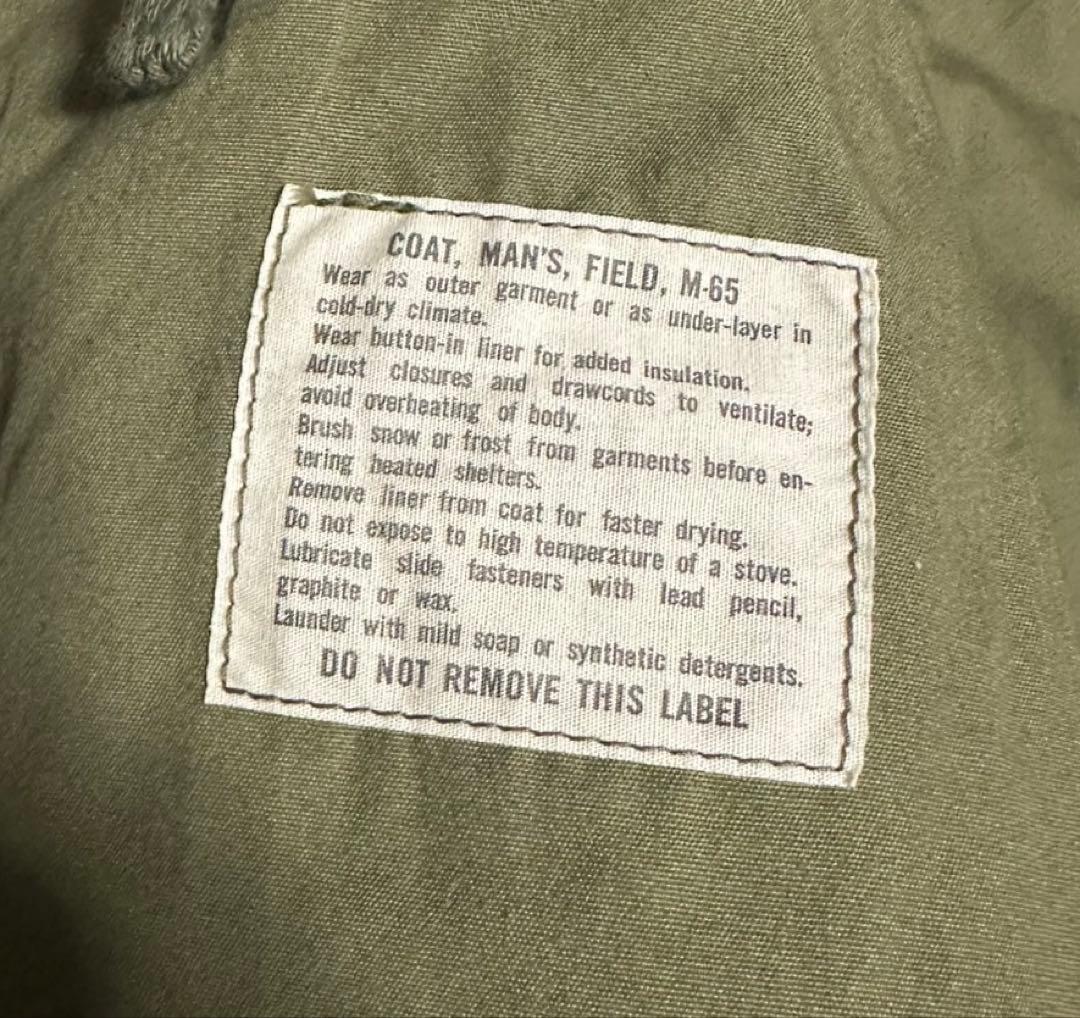 COAT, MAN'S, FIELD, M-65
Wear as outer garment or as under-layer in
cold-dry climate.
Wear button-in liner for added insulation.
Adjust closures and drawcords to ventilate;
avoid overheating of body.
Brush snow or frost from garments before en-
tering heated shelters.
Remove liner from coat for faster drying.
Do not expose to high temperature of a stove.
Lubricate slide fasteners with lead pencil,
graphite or wax.
Launder with mild soap or synthetic detergents.
DO NOT REMOVE THIS LABEL